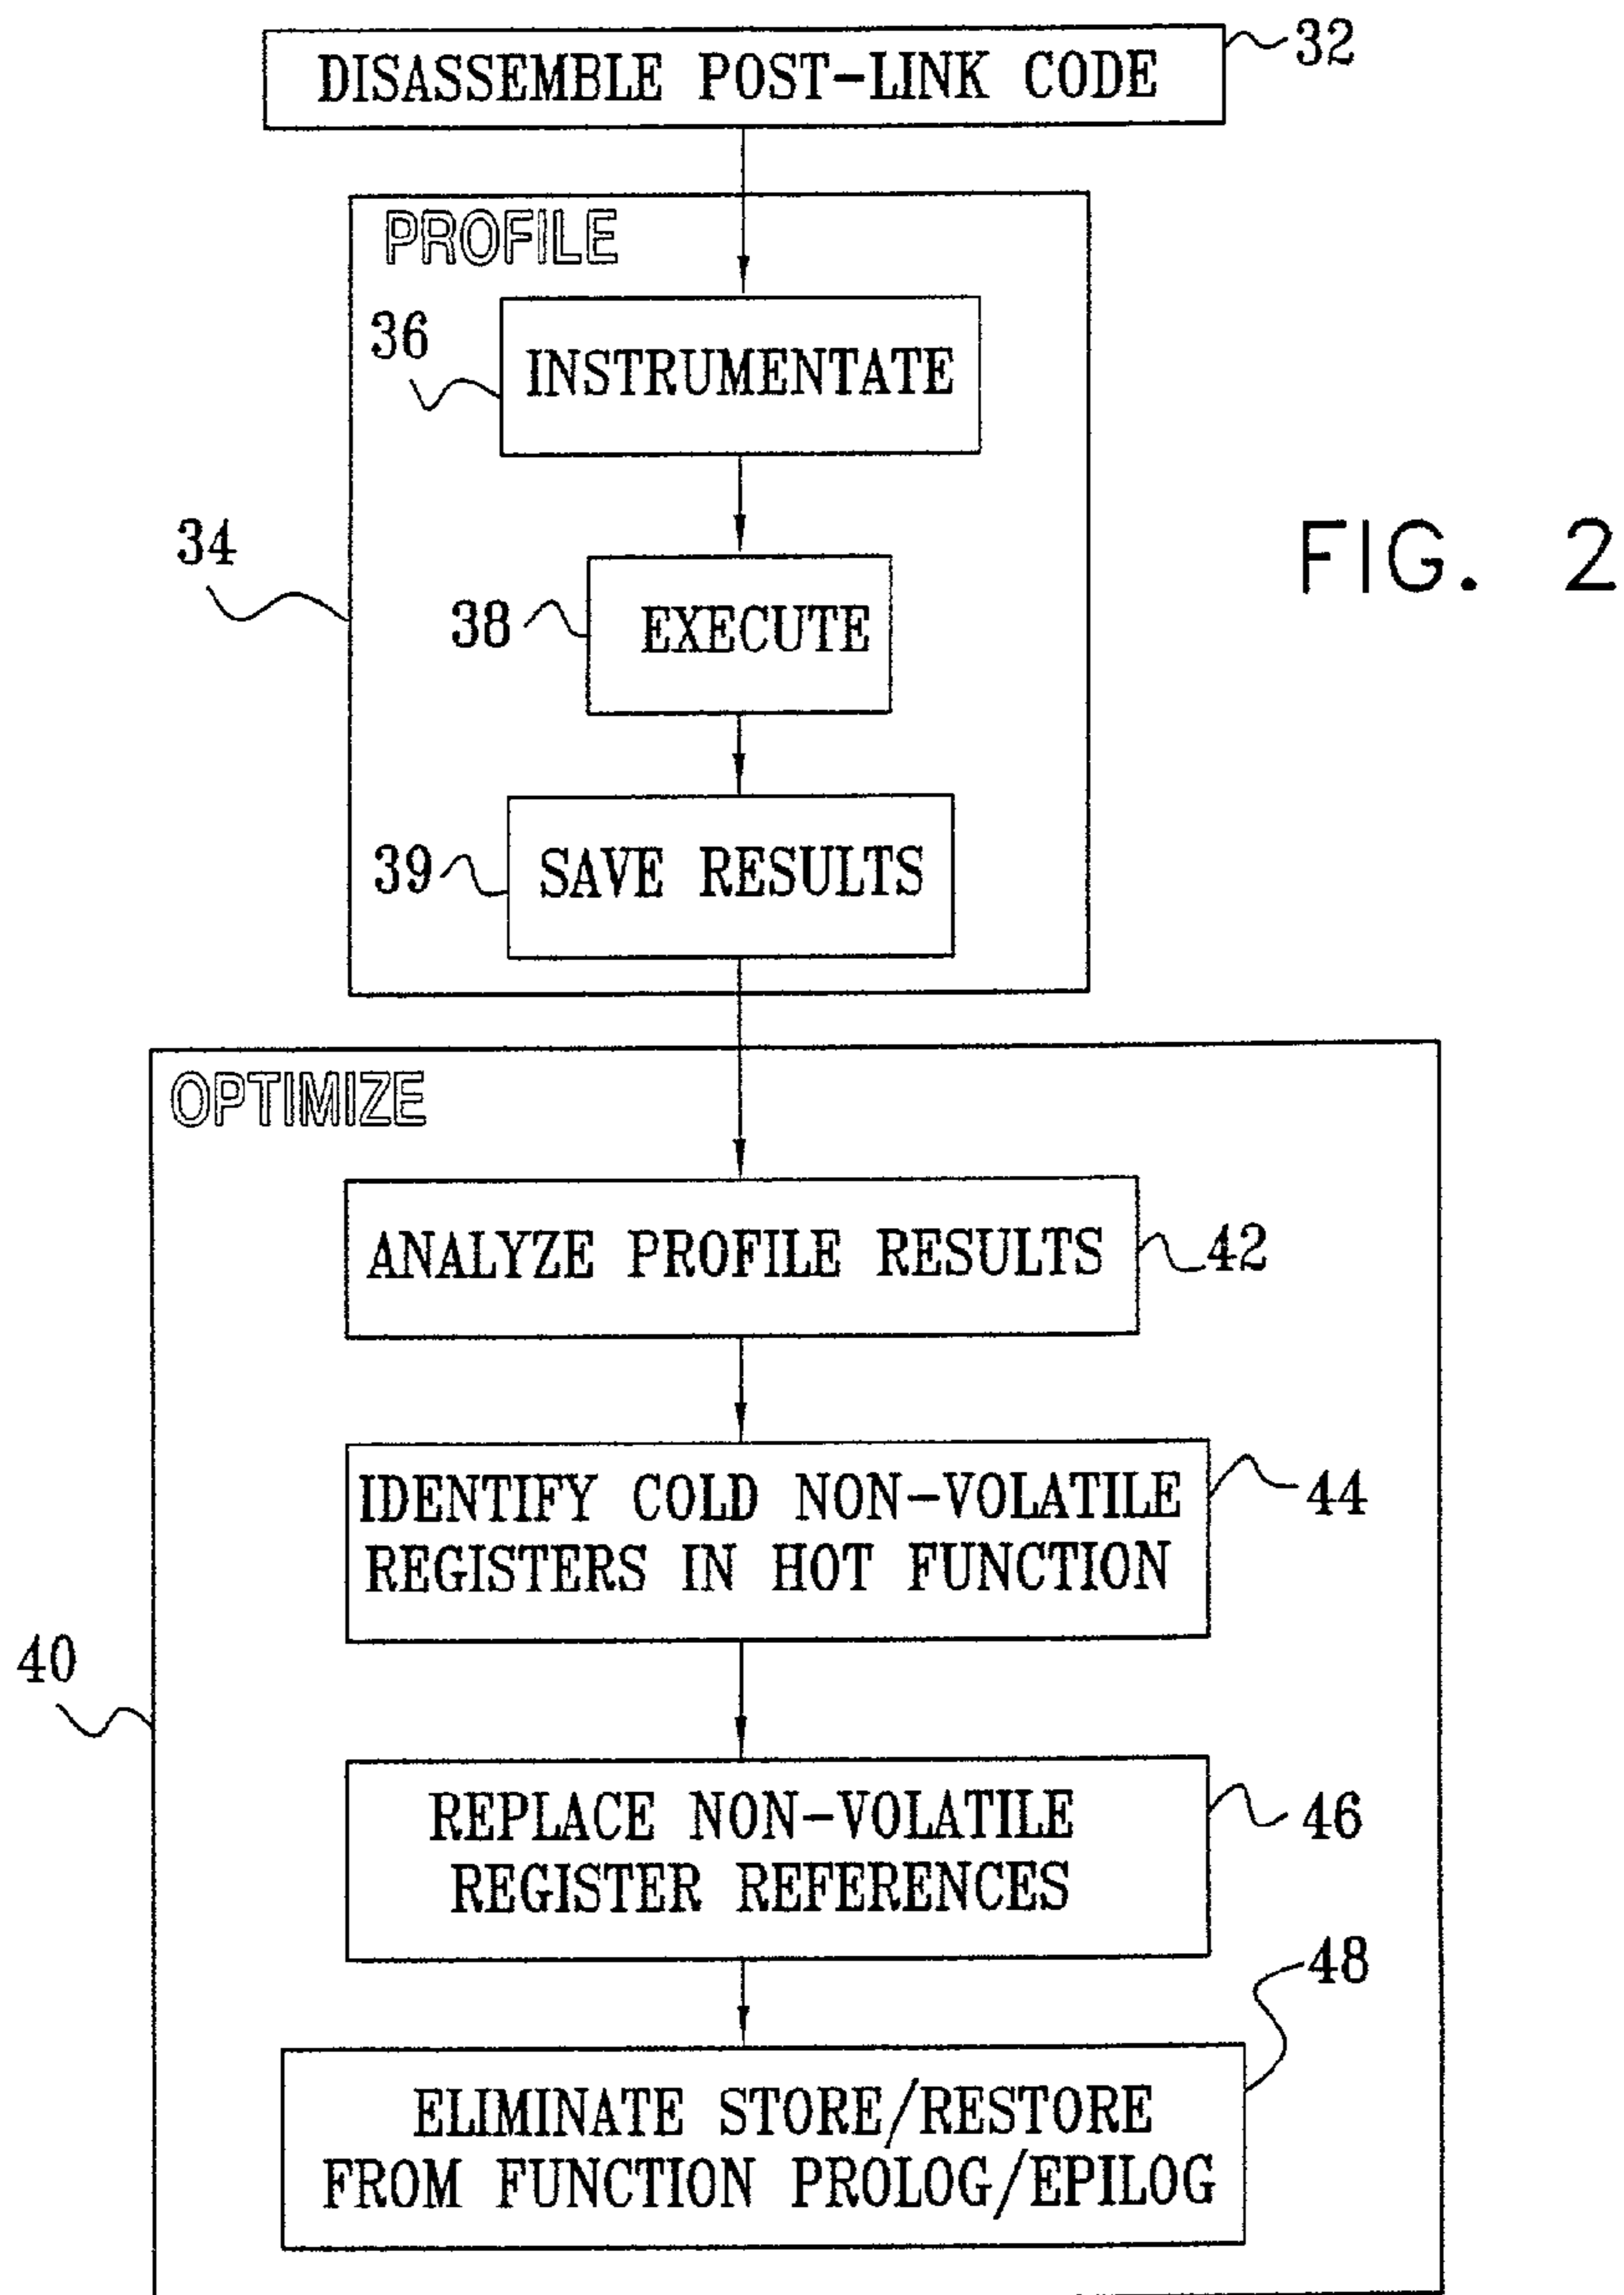 DISASSEMBLE POST-LINK CODE
32
PROFILE
36
INSTRUMENTATE
34
FIG. 2
38
EXECUTE
39
SAVE RESULTS
OPTIMIZE
ANALYZE PROFILE RESULTS
42
IDENTIFY COLD NON-VOLATILE
REGISTERS IN HOT FUNCTION
44
40
REPLACE NON-VOLATILE
REGISTER REFERENCES
46
48
ELIMINATE STORE/RESTORE
FROM FUNCTION PROLOG/EPILOG